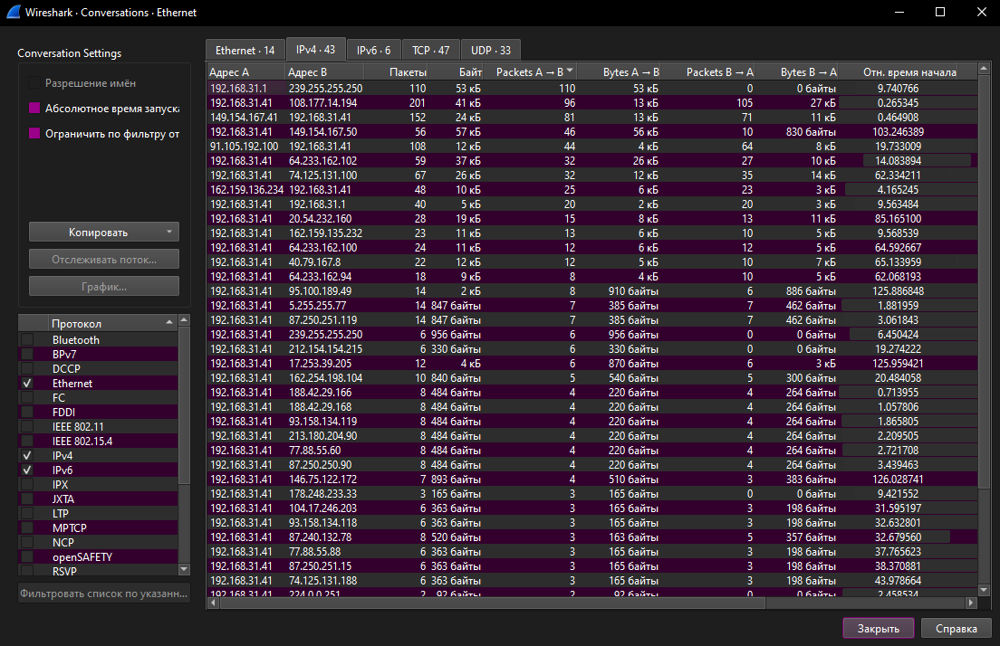 Wireshark · Conversations · Ethernet
Conversation Settings
Разрешение имён
Абсолютное время запуска
Ограничить по фильтру от
Копировать
Отслеживать поток...
График...
Протокол
Bluetooth
BPv7
DCCP
Ethernet
FC
FDDI
IEEE 802.11
IEEE 802.15.4
IPv4
IPv6
IPX
JXTA
LTP
MPTCP
NCP
openSAFETY
RSVP
Фильтровать список по указанн...
Ethernet · 14 IPv4 · 43 IPv6 · 6 TCP · 47 UDP · 33
Адрес A Адрес B Пакеты Байт Packets A → B Bytes A → B Packets B → A Bytes B → A Отн. время начала
192.168.31.1 239.255.255.250 110 53 кБ 110 53 кБ 0 0 байты 9.740766
192.168.31.41 108.177.14.194 201 41 кБ 96 13 кБ 105 27 кБ 0.265345
149.154.167.41 192.168.31.41 152 24 кБ 81 13 кБ 71 11 кБ 0.464908
192.168.31.41 149.154.167.50 56 57 кБ 46 56 кБ 10 830 байты 103.246389
91.105.192.100 192.168.31.41 108 12 кБ 44 4 кБ 64 8 кБ 19.733009
192.168.31.41 64.233.162.102 59 37 кБ 32 26 кБ 27 10 кБ 14.083894
192.168.31.41 74.125.131.100 67 26 кБ 32 12 кБ 35 14 кБ 62.334211
162.159.136.234 192.168.31.41 48 10 кБ 25 6 кБ 23 3 кБ 4.165245
192.168.31.41 192.168.31.1 40 5 кБ 20 2 кБ 20 3 кБ 9.563484
192.168.31.41 20.54.232.160 28 19 кБ 15 8 кБ 13 11 кБ 85.165100
192.168.31.41 162.159.135.232 23 11 кБ 13 6 кБ 10 5 кБ 9.568539
192.168.31.41 64.233.162.100 24 11 кБ 12 6 кБ 12 5 кБ 64.592667
192.168.31.41 40.79.167.8 22 12 кБ 12 5 кБ 10 7 кБ 65.133959
192.168.31.41 64.233.162.94 18 9 кБ 8 4 кБ 10 5 кБ 62.068193
192.168.31.41 95.100.189.49 14 2 кБ 8 910 байты 6 886 байты 125.886848
192.168.31.41 5.255.255.77 14 847 байты 7 385 байты 7 462 байты 1.881959
192.168.31.41 87.250.251.119 14 847 байты 7 385 байты 7 462 байты 3.061843
192.168.31.41 239.255.255.250 6 956 байты 6 956 байты 0 0 байты 6.450424
192.168.31.41 212.154.154.215 6 330 байты 6 330 байты 0 0 байты 19.274222
192.168.31.41 17.253.39.205 12 4 кБ 6 870 байты 6 3 кБ 125.959421
192.168.31.41 162.254.198.104 10 840 байты 5 540 байты 5 300 байты 20.484058
192.168.31.41 188.42.29.166 8 484 байты 4 220 байты 4 264 байты 0.713955
192.168.31.41 188.42.29.168 8 484 байты 4 220 байты 4 264 байты 1.057806
192.168.31.41 93.158.134.119 8 484 байты 4 220 байты 4 264 байты 1.865805
192.168.31.41 213.180.204.90 8 484 байты 4 220 байты 4 264 байты 2.209505
192.168.31.41 77.88.55.60 8 484 байты 4 220 байты 4 264 байты 2.721708
192.168.31.41 87.250.250.90 8 484 байты 4 220 байты 4 264 байты 3.439463
192.168.31.41 146.75.122.172 7 893 байты 4 510 байты 3 383 байты 126.028741
192.168.31.41 178.248.233.33 3 165 байты 3 165 байты 0 0 байты 9.421552
192.168.31.41 104.17.246.203 6 363 байты 3 165 байты 3 198 байты 31.595197
192.168.31.41 93.158.134.118 6 363 байты 3 165 байты 3 198 байты 32.632801
192.168.31.41 87.240.132.78 8 520 байты 3 163 байты 5 357 байты 32.679560
192.168.31.41 77.88.55.88 6 363 байты 3 165 байты 3 198 байты 37.765623
192.168.31.41 87.250.251.15 6 363 байты 3 165 байты 3 198 байты 38.370881
192.168.31.41 74.125.131.188 6 363 байты 3 165 байты 3 198 байты 43.978664
192.168.31.41 224.0.0.251 2 92 байты 2 92 байты 0 0 байты 2.458534
Закрыть Справка